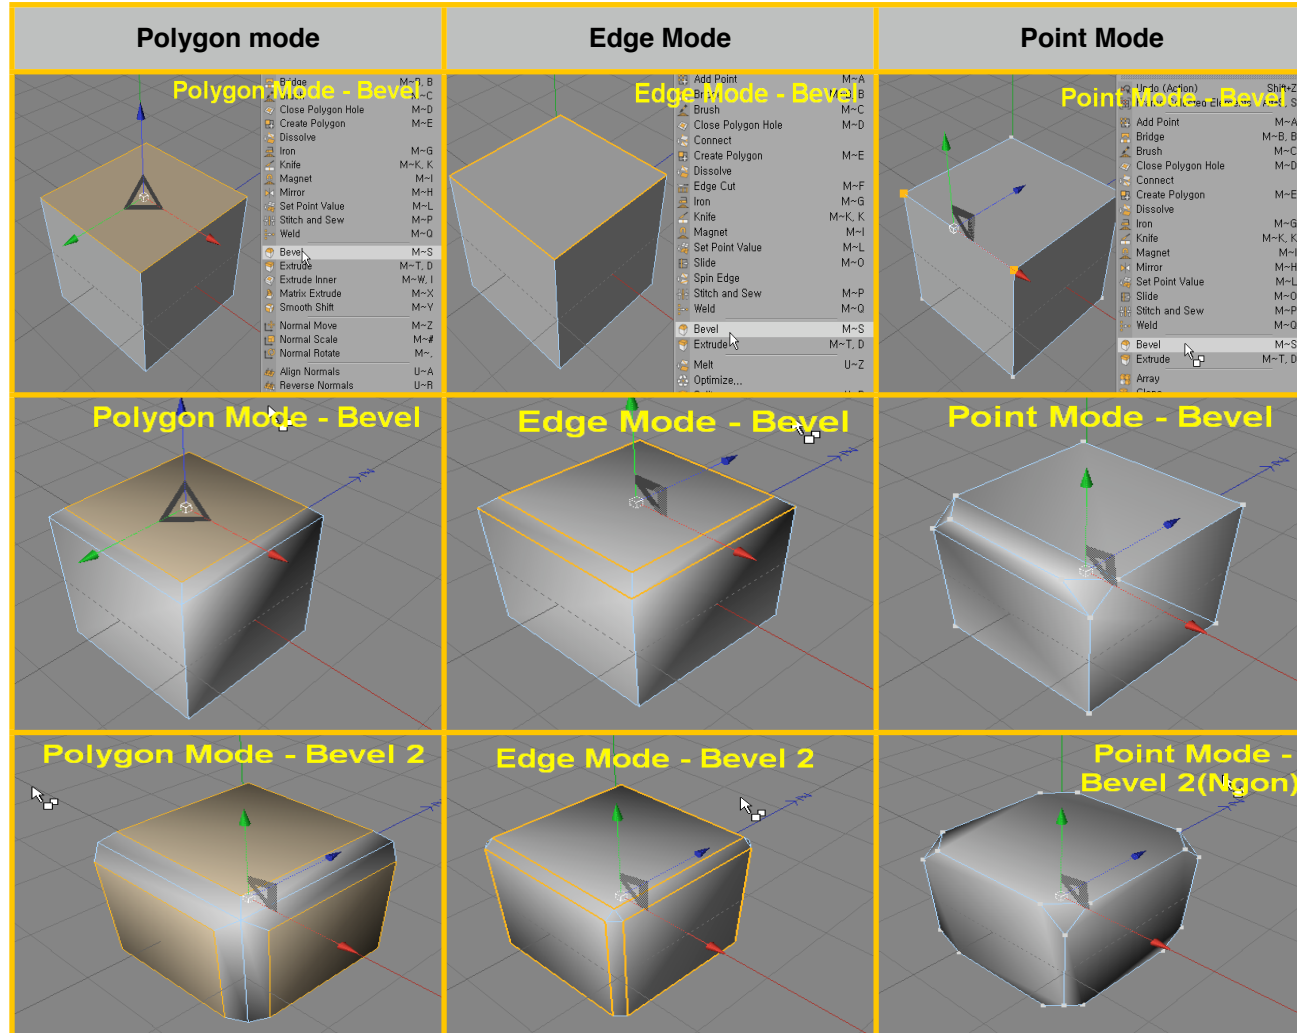 Polygon mode
Edge Mode
Point Mode
Polygon Mode - Bevel
Bridge M~B, B
M~C
Close Polygon Hole M~D
Create Polygon M~E
Dissolve
Iron M~G
Knife M~K, K
Magnet M~I
Mirror M~H
Set Point Value M~L
Stitch and Sew M~P
Weld M~Q
Bevel M~S
Extrude M~T, D
Extrude Inner M~W, I
Matrix Extrude M~X
Smooth Shift M~Y
Normal Move M~Z
Normal Scale M~#
Normal Rotate M~,
Align Normals U~A
Reverse Normals U~R
Edge Mode - Bevel
Add Point M~A
Brush M~C
Close Polygon Hole M~D
Connect
Create Polygon M~E
Dissolve
Edge Cut M~F
Iron M~G
Knife M~K, K
Magnet M~I
Set Point Value M~L
Slide M~O
Spin Edge
Stitch and Sew M~P
Weld M~Q
Bevel M~S
Extrude M~T, D
Melt U~Z
Optimize...
Point Mode - Bevel
Undo (Action) Shift+Z
Add Point M~A
Bridge M~B, B
Brush M~C
Close Polygon Hole M~D
Connect
Create Polygon M~E
Dissolve
Iron M~G
Knife M~K, K
Magnet M~I
Mirror M~H
Set Point Value M~L
Slide M~O
Stitch and Sew M~P
Weld M~Q
Bevel M~S
Extrude M~T, D
Array
Polygon Mode - Bevel
Edge Mode - Bevel
Point Mode - Bevel
Polygon Mode - Bevel 2
Edge Mode - Bevel 2
Point Mode -
Bevel 2(Ngon)